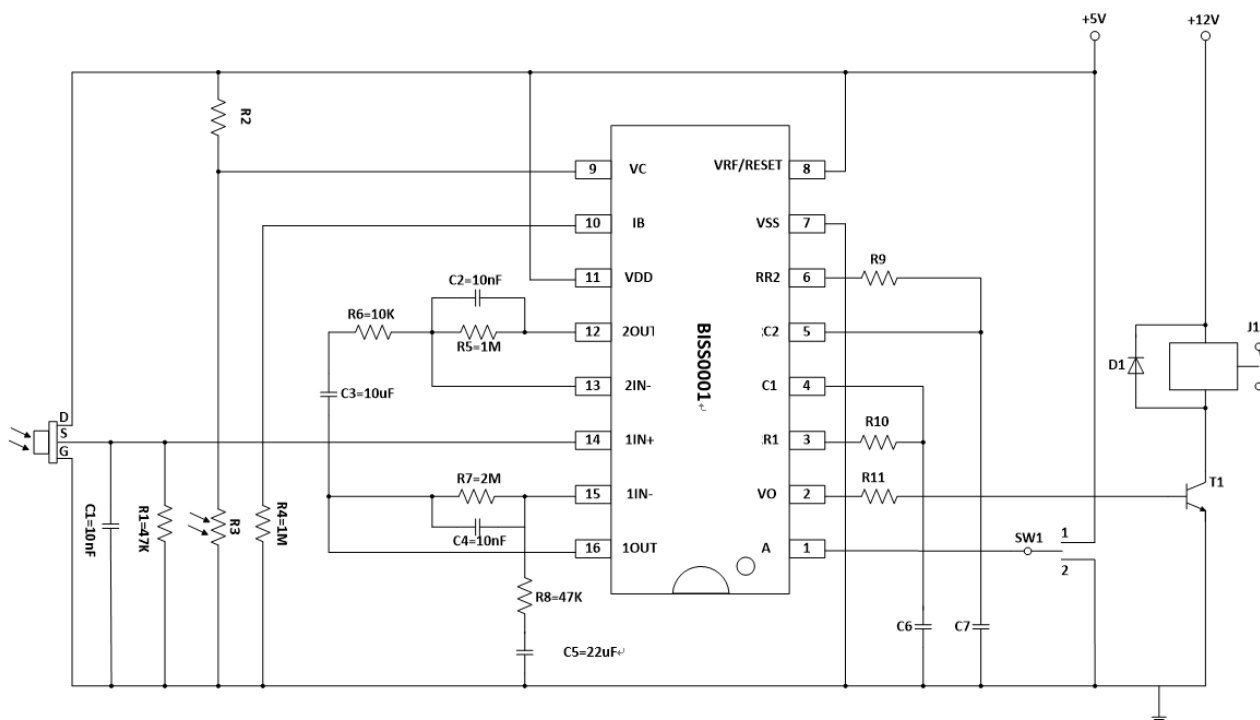 +5V
+12V
R2
9 VC
VRF/RESET 8
10 IB
VSS 7
11 VDD
RR2 6
R9
C2=10nF
R6=10K
R5=1M
12 2OUT
C2 5
C3=10uF
13 2IN-
C1 4
BISS0001
D1
J1
D
S
G
14 1IN+
R1 3
R10
R7=2M
15 1IN-
VO 2
R11
T1
C4=10nF
16 1OUT
A 1
SW1
1
2
C1=10nF
R1=47K
R3
R4=1M
R8=47K
C5=22uF
C6
C7